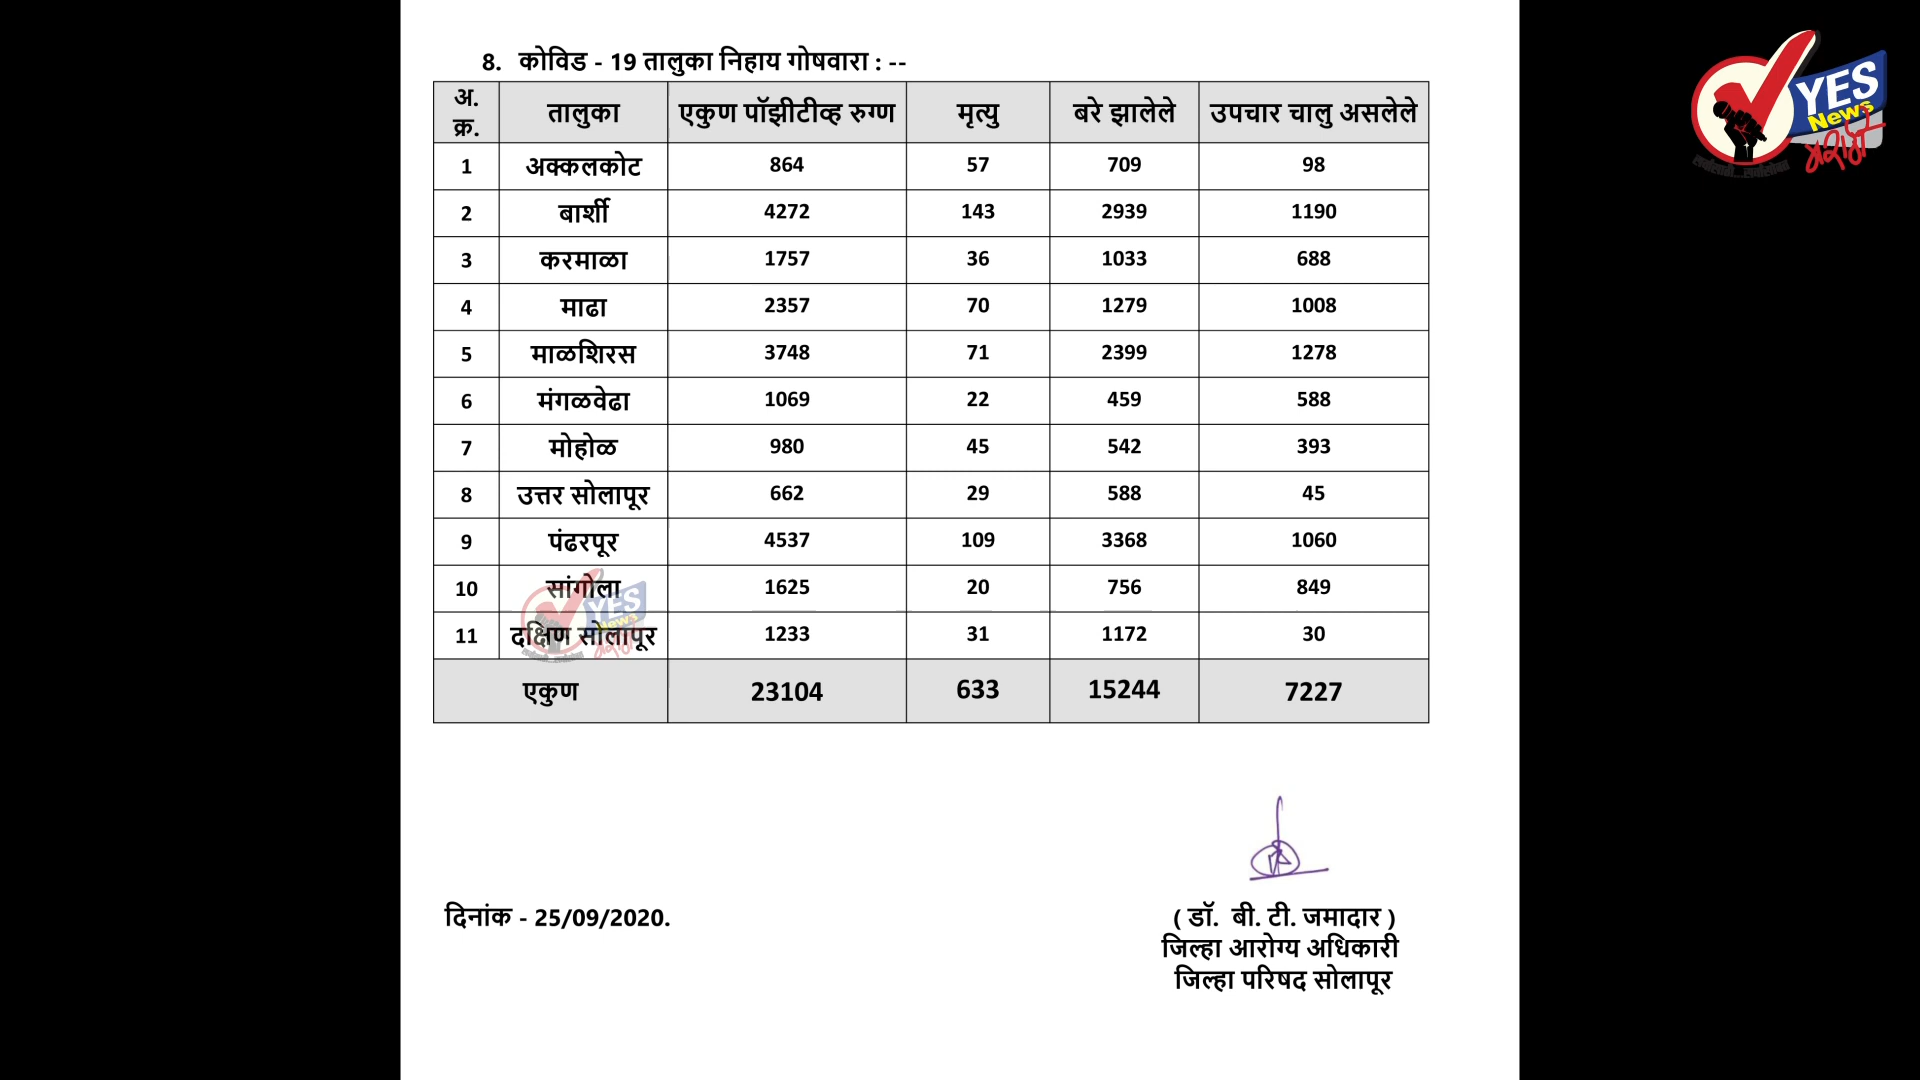 8. कोविड - 19 तालुका निहाय गोषवारा : --
अ. क्र. तालुका एकुण पॉझीटीव्ह रुग्ण मृत्यु बरे झालेले उपचार चालु असलेले
1 अक्कलकोट 864 57 709 98
2 बार्शी 4272 143 2939 1190
3 करमाळा 1757 36 1033 688
4 माढा 2357 70 1279 1008
5 माळशिरस 3748 71 2399 1278
6 मंगळवेढा 1069 22 459 588
7 मोहोळ 980 45 542 393
8 उत्तर सोलापूर 662 29 588 45
9 पंढरपूर 4537 109 3368 1060
10 सांगोला 1625 20 756 849
11 दक्षिण सोलापूर 1233 31 1172 30
एकुण 23104 633 15244 7227
दिनांक - 25/09/2020.
( डॉ. बी. टी. जमादार )
जिल्हा आरोग्य अधिकारी
जिल्हा परिषद सोलापूर
YES
News
मराठी
YES
News
मराठी